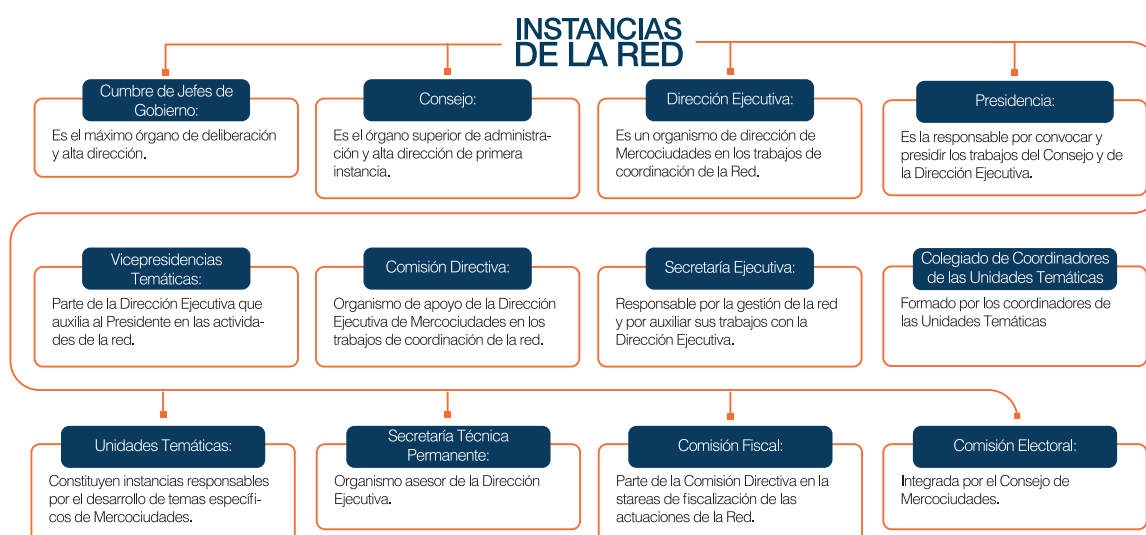 INSTANCIAS
DE LA RED
Cumbre de Jefes de
Gobierno:
Es el máximo órgano de deliberación
y alta dirección.
Consejo:
Es el órgano superior de administra-
ción y alta dirección de primera
instancia.
Dirección Ejecutiva:
Es un organismo de dirección de
Mercociudades en los trabajos de
coordinación de la Red.
Presidencia:
Es la responsable por convocar y
presidir los trabajos del Consejo y de
la Dirección Ejecutiva.
Vicepresidencias
Temáticas:
Parte de la Dirección Ejecutiva que
auxilia al Presidente en las activida-
des de la red.
Comisión Directiva:
Organismo de apoyo de la Dirección
Ejecutiva de Mercociudades en los
trabajos de coordinación de la red.
Secretaría Ejecutiva:
Responsable por la gestión de la red
y por auxiliar sus trabajos con la
Dirección Ejecutiva.
Colegiado de Coordinadores
de las Unidades Temáticas
Formado por los coordinadores de
las Unidades Temáticas
Unidades Temáticas:
Constituyen instancias responsables
por el desarrollo de temas específi-
cos de Mercociudades.
Secretaría Técnica
Permanente:
Organismo asesor de la Dirección
Ejecutiva.
Comisión Fiscal:
Parte de la Comisión Directiva en la
stareas de fiscalización de las
actuaciones de la Red.
Comisión Electoral:
Integrada por el Consejo de
Mercociudades.